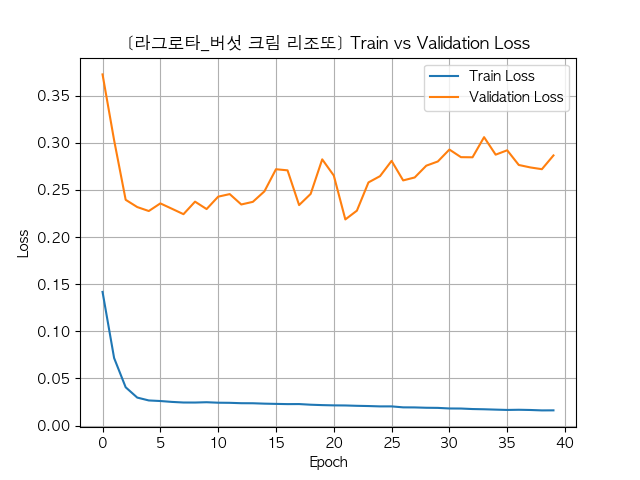 [라그로타_버섯 크림 리조또] Train vs Validation Loss
Train Loss
Validation Loss
Loss
0.35
0.30
0.25
0.20
0.15
0.10
0.05
0.00
0 5 10 15 20 25 30 35 40
Epoch